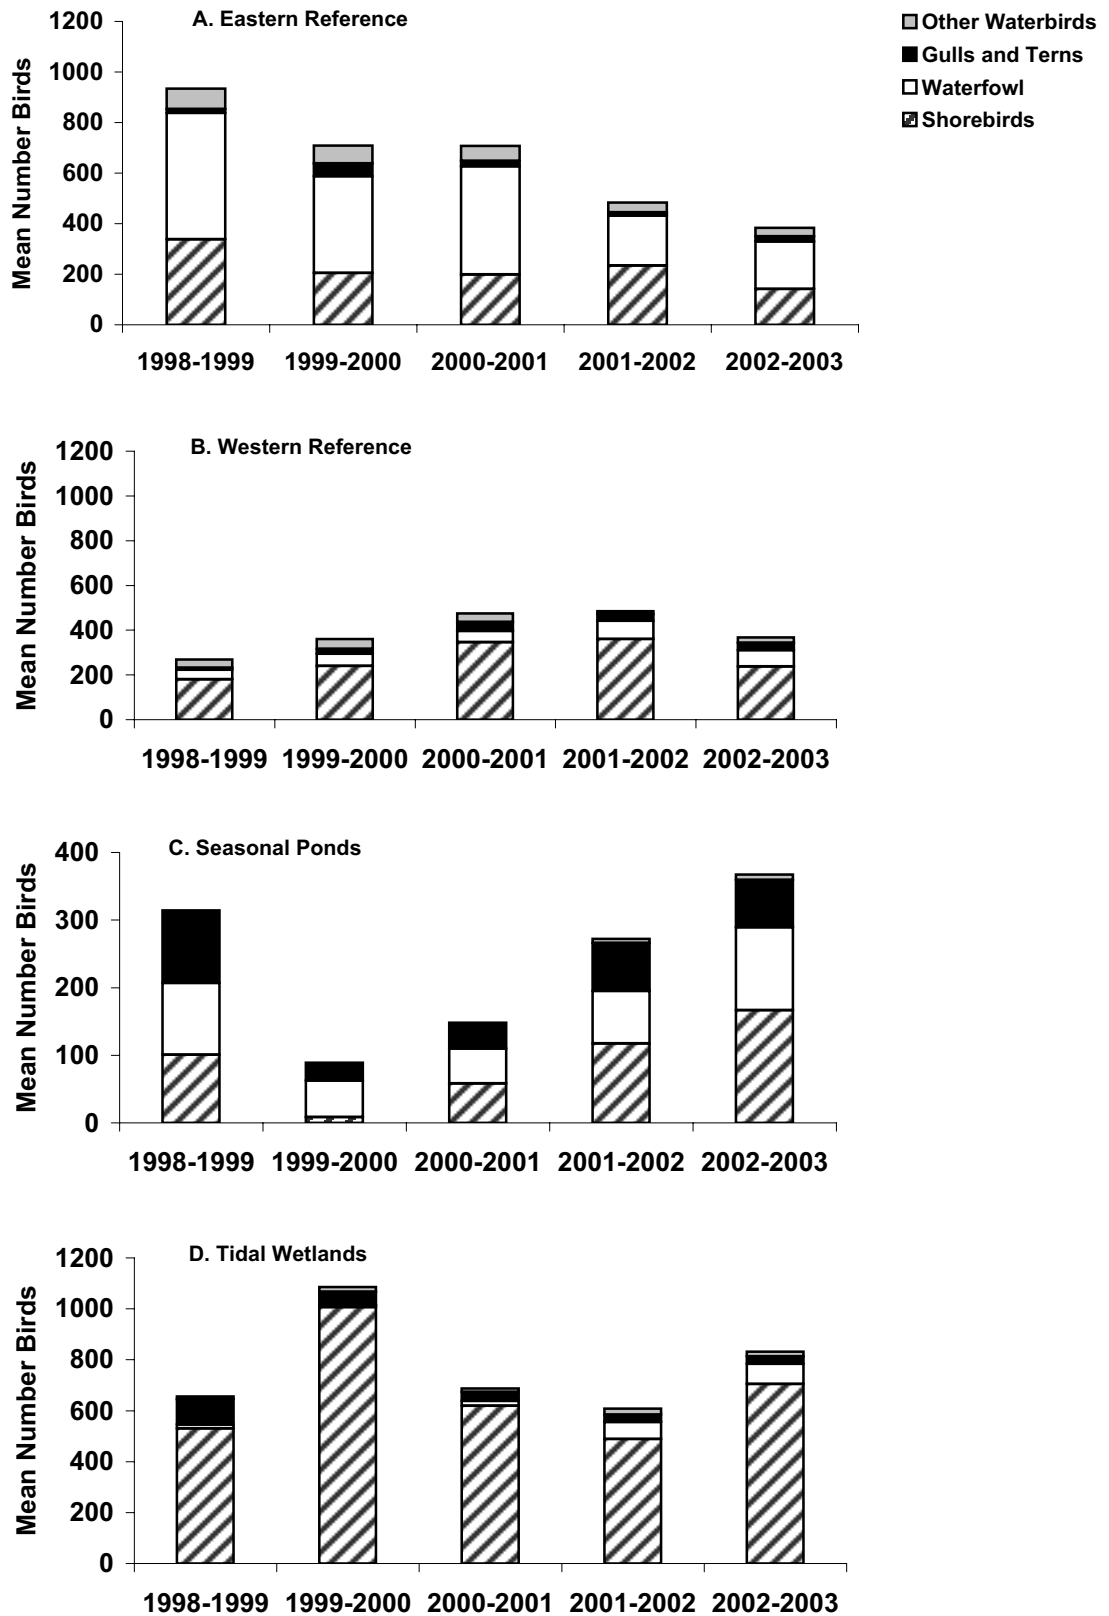 A. Eastern Reference
Other Waterbirds
Gulls and Terns
Waterfowl
Shorebirds
Mean Number Birds
1200
1000
800
600
400
200
0
1998-1999 1999-2000 2000-2001 2001-2002 2002-2003
B. Western Reference
Mean Number Birds
1200
1000
800
600
400
200
0
1998-1999 1999-2000 2000-2001 2001-2002 2002-2003
C. Seasonal Ponds
Mean Number Birds
400
300
200
100
0
1998-1999 1999-2000 2000-2001 2001-2002 2002-2003
D. Tidal Wetlands
Mean Number Birds
1200
1000
800
600
400
200
0
1998-1999 1999-2000 2000-2001 2001-2002 2002-2003